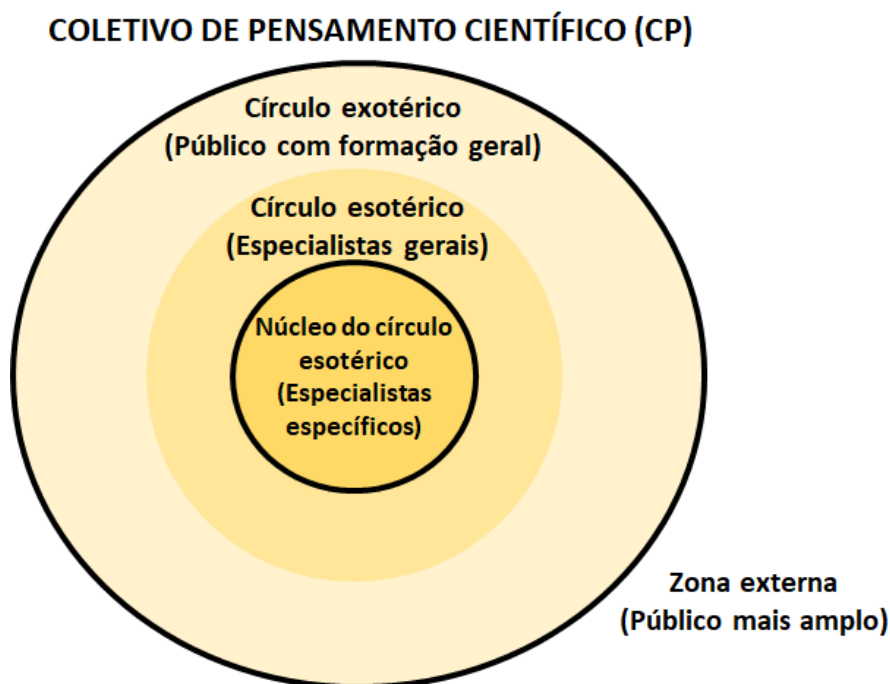 COLETIVO DE PENSAMENTO CIENTÍFICO (CP)
Círculo exotérico
(Público com formação geral)
Círculo esotérico
(Especialistas gerais)
Núcleo do círculo
esotérico
(Especialistas
específicos)
Zona externa
(Público mais amplo)